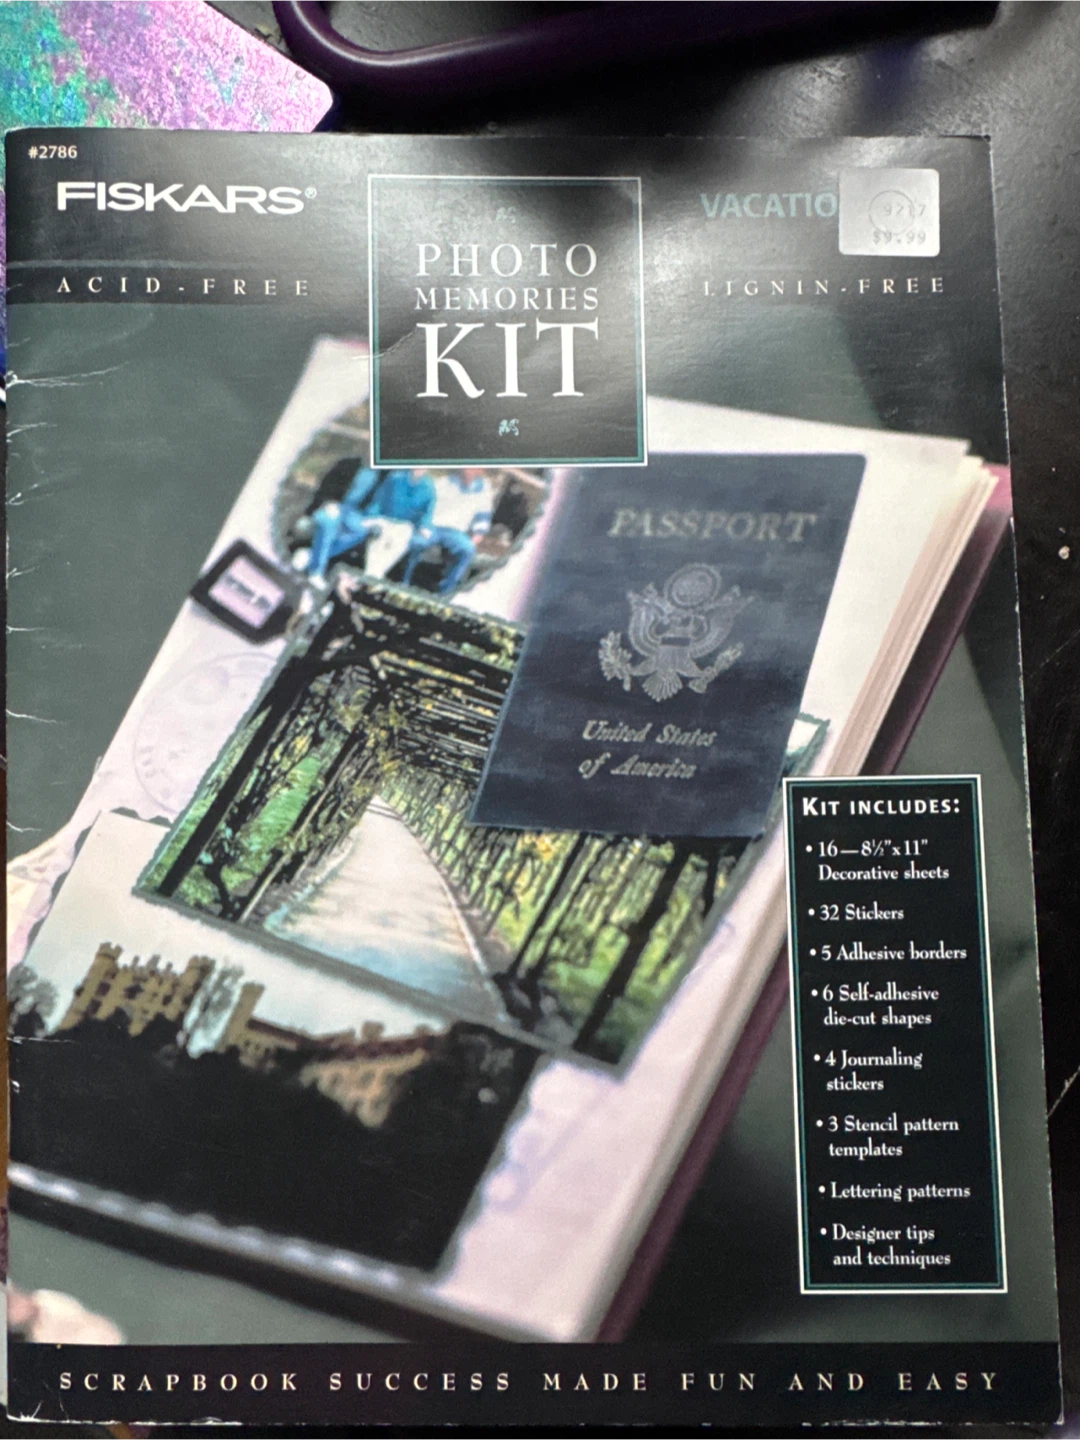 #2786
FISKARS®
ACID-FREE
PHOTO
MEMORIES
KIT
VACATIO
9717
$9.99
LIGNIN-FREE
PASSPORT
United States
of America
KIT INCLUDES:
• 16—8½"x11"
Decorative sheets
• 32 Stickers
• 5 Adhesive borders
• 6 Self-adhesive
die-cut shapes
• 4 Journaling
stickers
• 3 Stencil pattern
templates
• Lettering patterns
• Designer tips
and techniques
SCRAPBOOK SUCCESS MADE FUN AND EASY